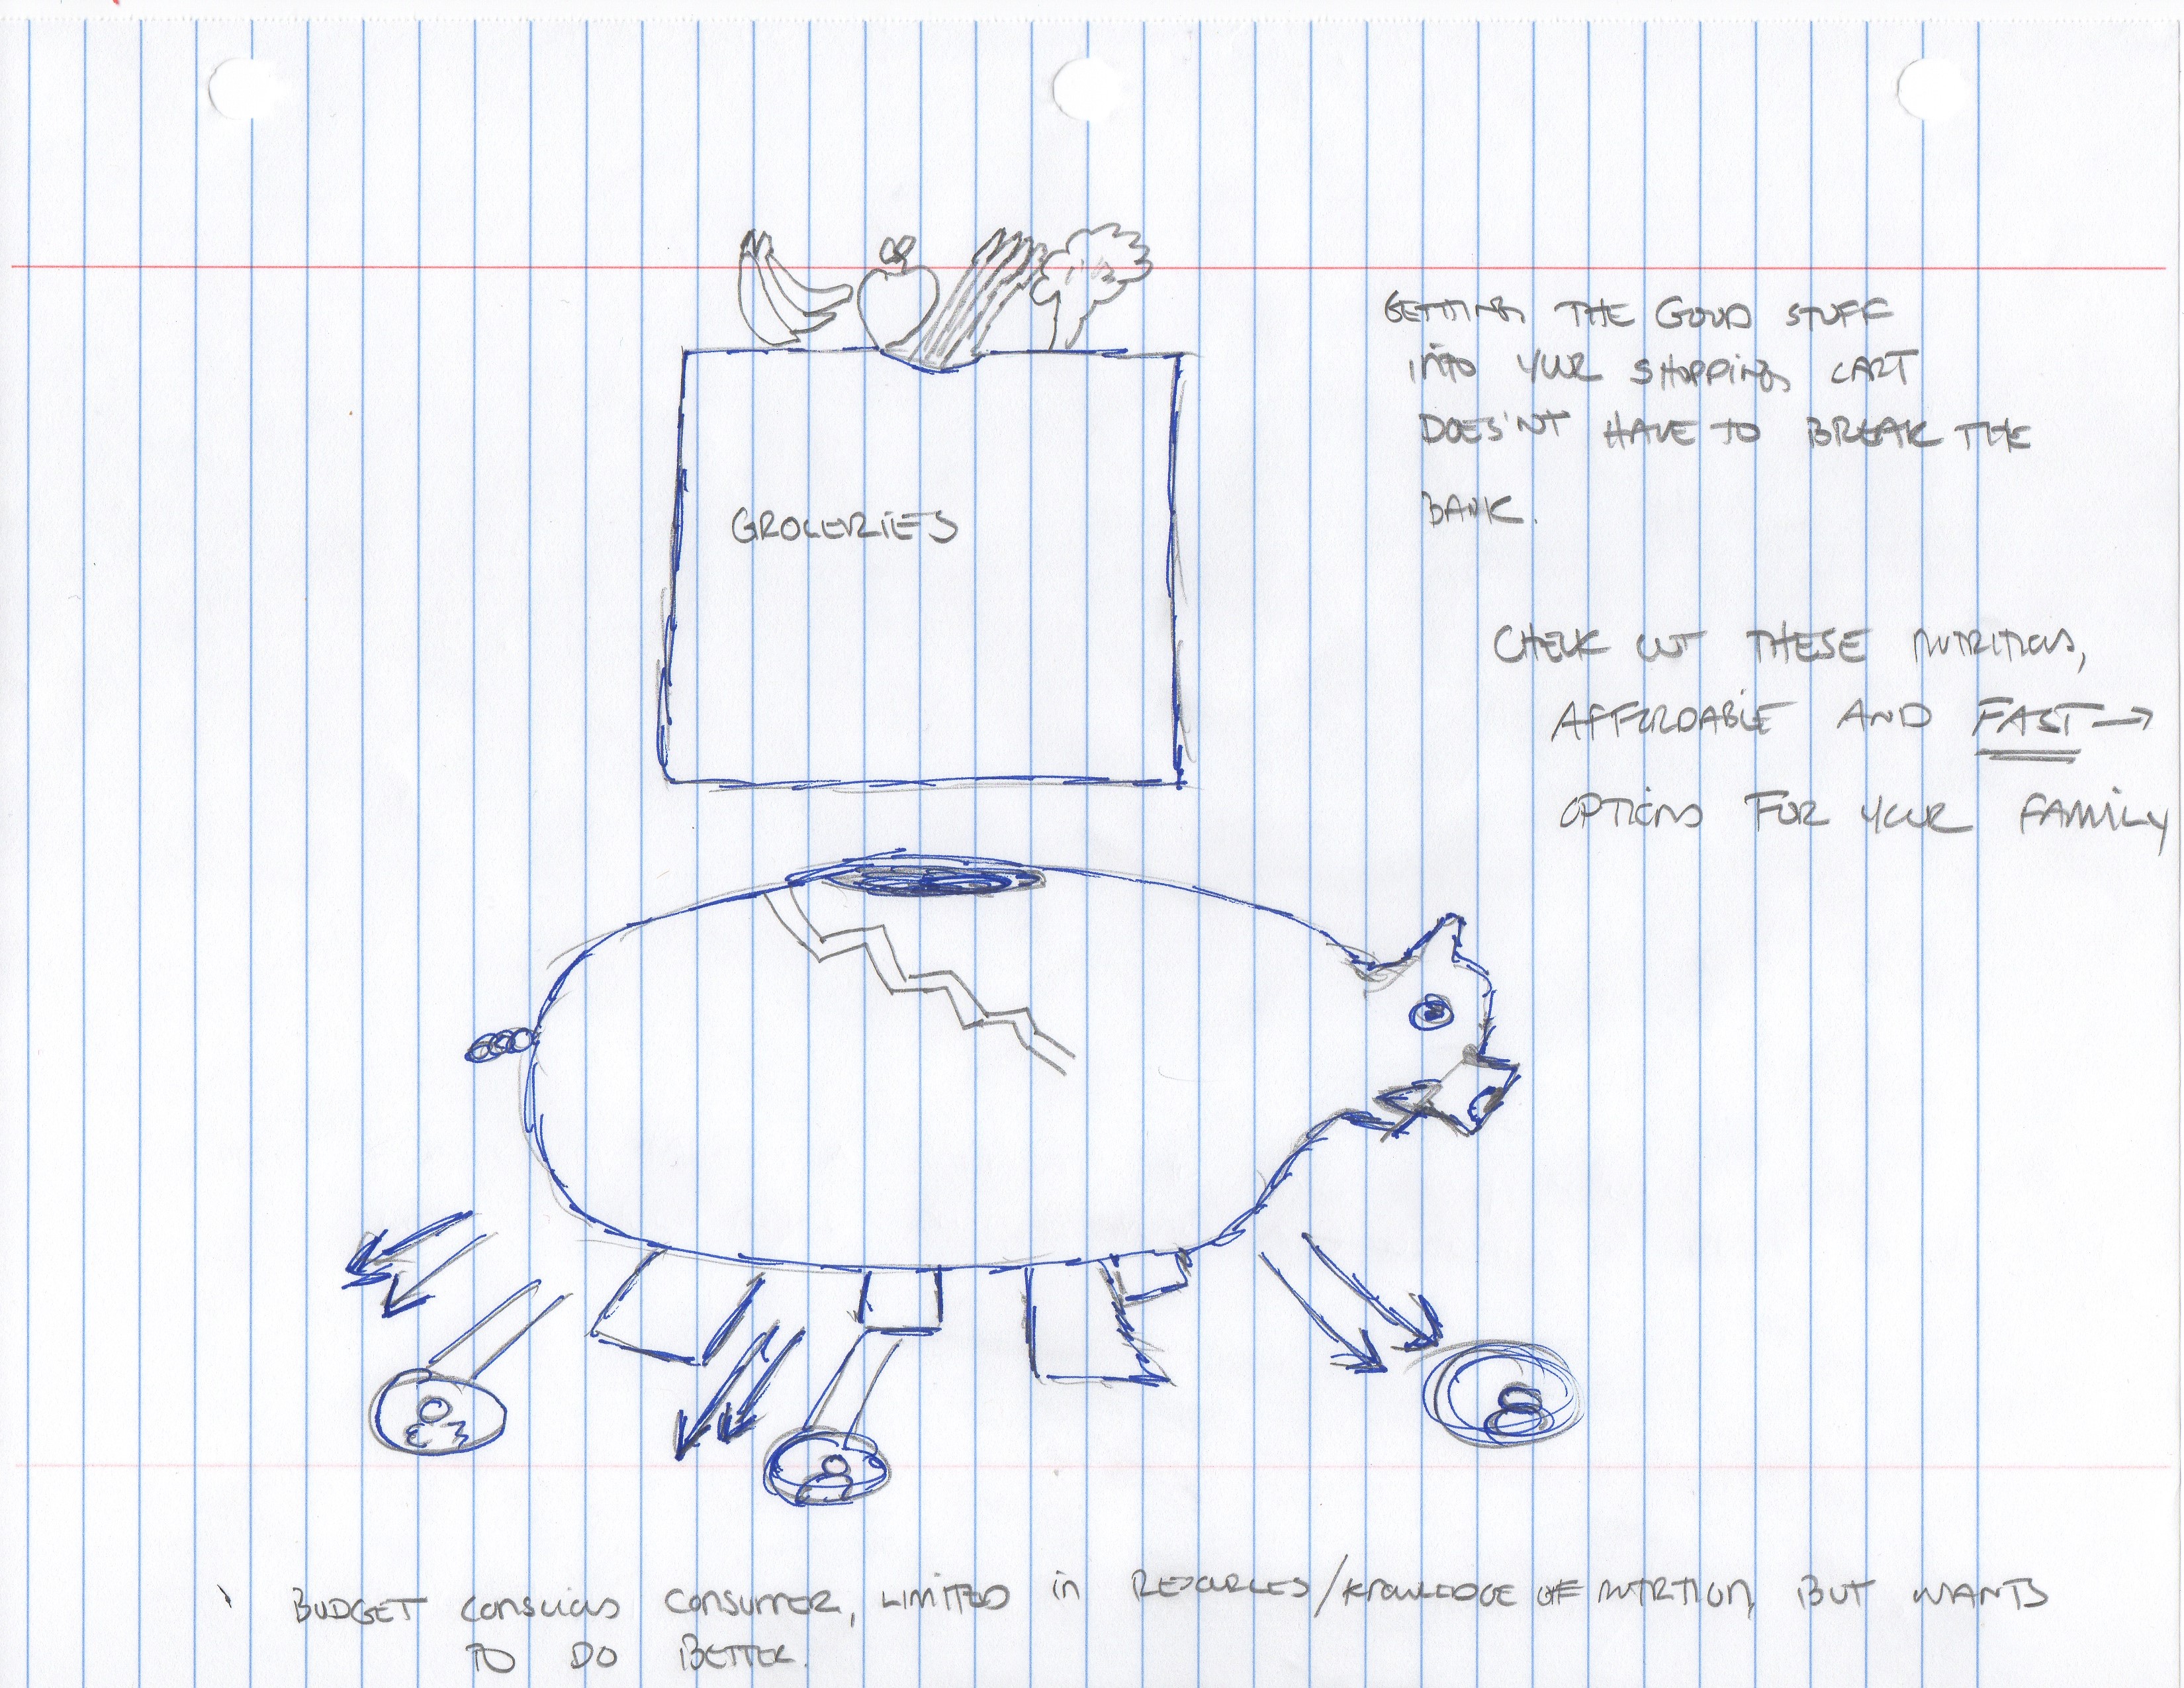 GETTING THE GOOD STUFF
INTO YOUR SHOPPING CART
DOES'NT HAVE TO BREAK THE
BANK.
GROCERIES
CHECK OUT THESE NUTRITIOUS,
AFFORDABLE AND FAST →
OPTIONS FOR YOUR FAMILY
BUDGET CONSCIOUS CONSUMER, LIMITED in RESOURCES/KNOWLEDGE OF NUTRITION, BUT WANTS
TO DO BETTER.